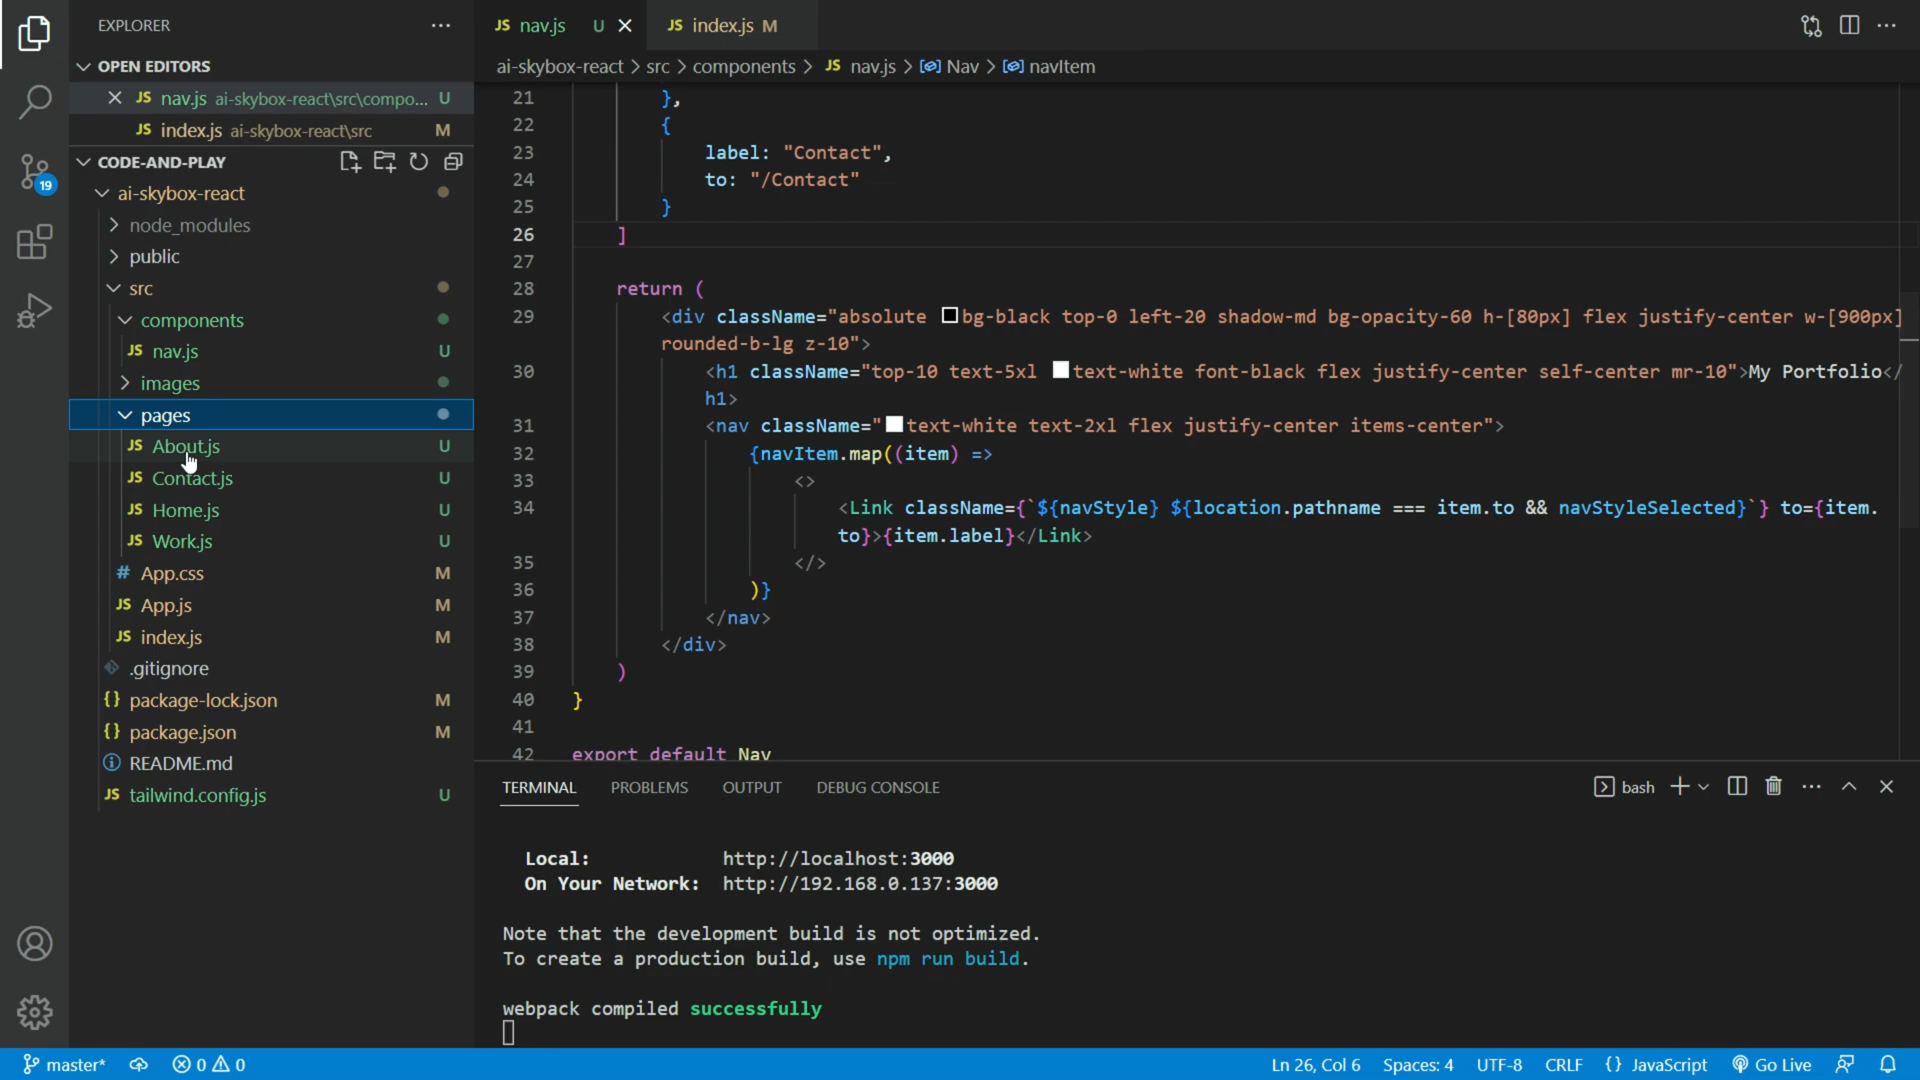 EXPLORER
OPEN EDITORS
JS nav.js ai-skybox-react\src\compo... U
JS index.js ai-skybox-react\src M
CODE-AND-PLAY
19
ai-skybox-react
node_modules
public
src
components
JS nav.js U
images
pages
JS About.js U
JS Contact.js U
JS Home.js U
JS Work.js U
# App.css M
JS App.js M
JS index.js M
.gitignore
{} package-lock.json M
{} package.json M
README.md
JS tailwind.config.js U
JS nav.js U
JS index.js M
ai-skybox-react > src > components > JS nav.js > Nav > navItem
21 },
22 {
23 label: "Contact",
24 to: "/Contact"
25 }
26 ]
27
28 return (
29 <div className="absolute bg-black top-0 left-20 shadow-md bg-opacity-60 h-[80px] flex justify-center w-[900px]
rounded-b-lg z-10">
30 <h1 className="top-10 text-5xl text-white font-black flex justify-center self-center mr-10">My Portfolio</
h1>
31 <nav className="text-white text-2xl flex justify-center items-center">
32 {navItem.map((item) =>
33 <>
34 <Link className={`${navStyle} ${location.pathname === item.to && navStyleSelected}`} to={item.
to}>{item.label}</Link>
35 </>
36 )}
37 </nav>
38 </div>
39 )
40 }
41
42 export default Nav
TERMINAL PROBLEMS OUTPUT DEBUG CONSOLE
bash
Local: http://localhost:3000
On Your Network: http://192.168.0.137:3000
Note that the development build is not optimized.
To create a production build, use npm run build.
webpack compiled successfully
master* 0 0
Ln 26, Col 6 Spaces: 4 UTF-8 CRLF {} JavaScript Go Live